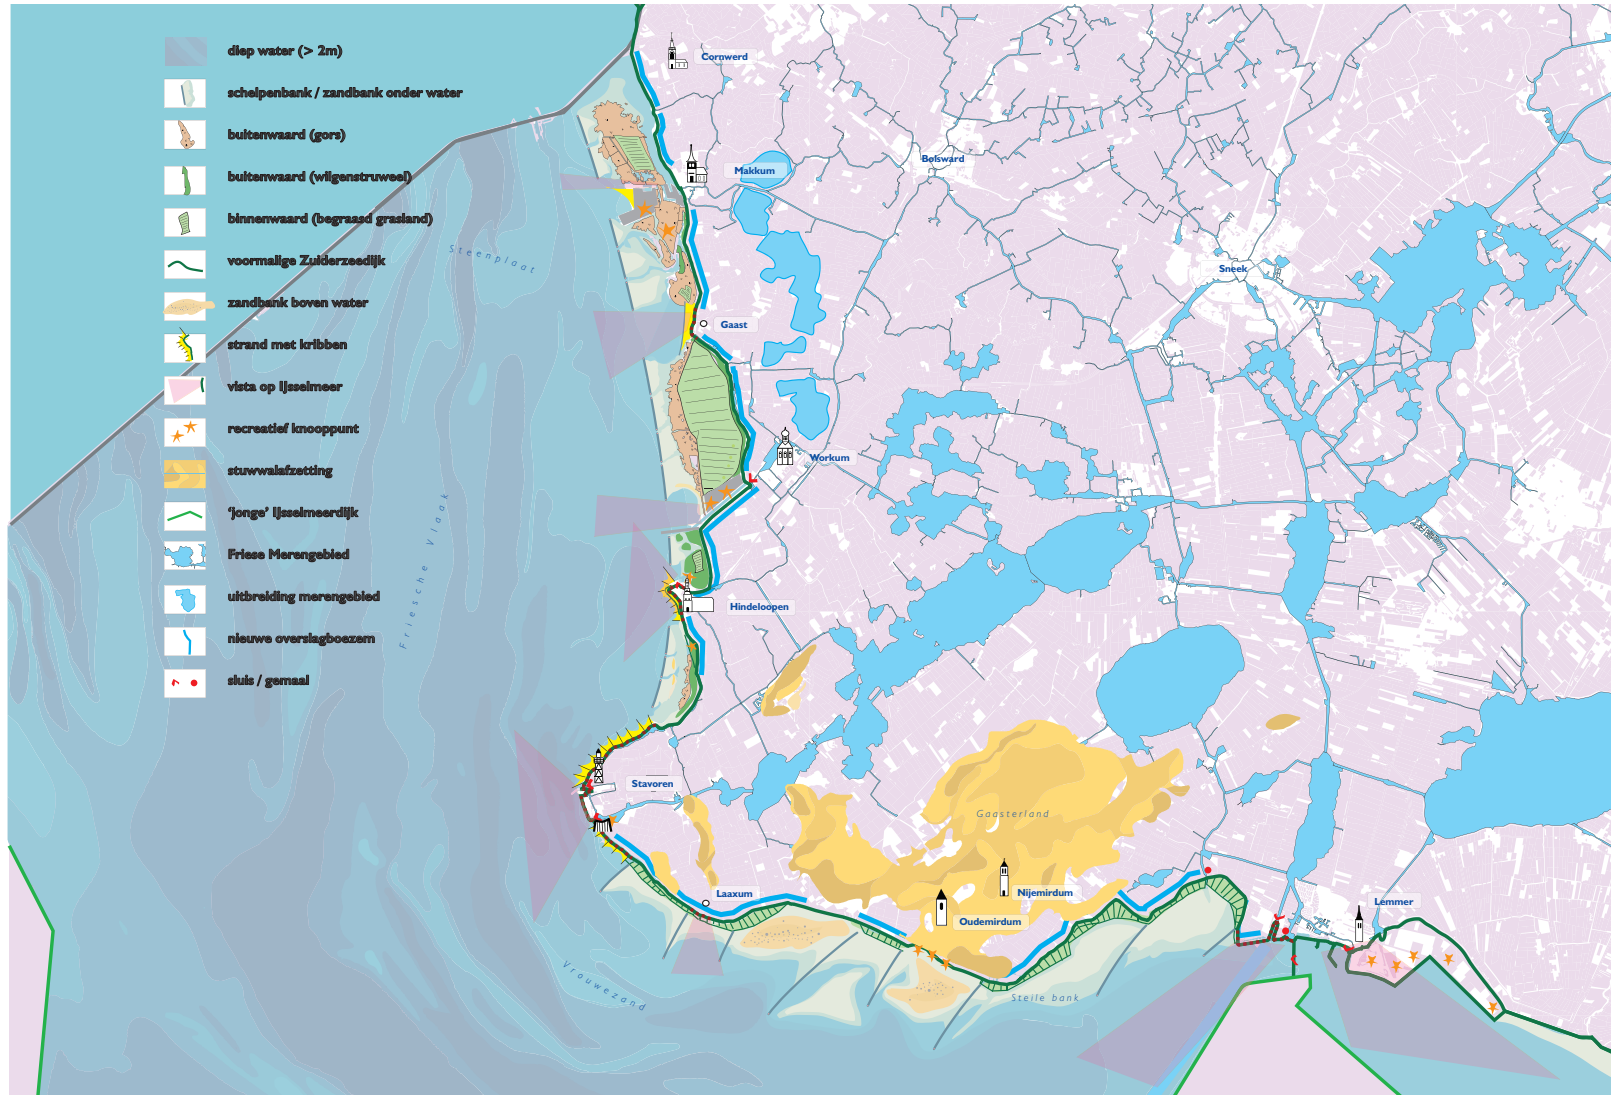 diep water (> 2m)
schelpenbank / zandbank onder water
buitenwaard (gors)
buitenwaard (wilgenstruweel)
binnenwaard (begraasd grasland)
voormalige Zuiderzeedijk
zandbank boven water
strand met kribben
vista op IJsselmeer
recreatief knooppunt
stuwwalafzetting
‘jonge’ IJsselmeerdijk
Friese Merengebied
uitbreiding merengebied
nieuwe overslagboezem
sluis / gemaal
Cornwerd
Bolsward
Makkum
Steenplaat
Sneek
Gaast
Workum
Friesche Vlaak
Hindeloopen
Stavoren
Gaasterland
Laaxum
Nijemirdum
Lemmer
Oudemirdum
Vrouwezand
Steile bank